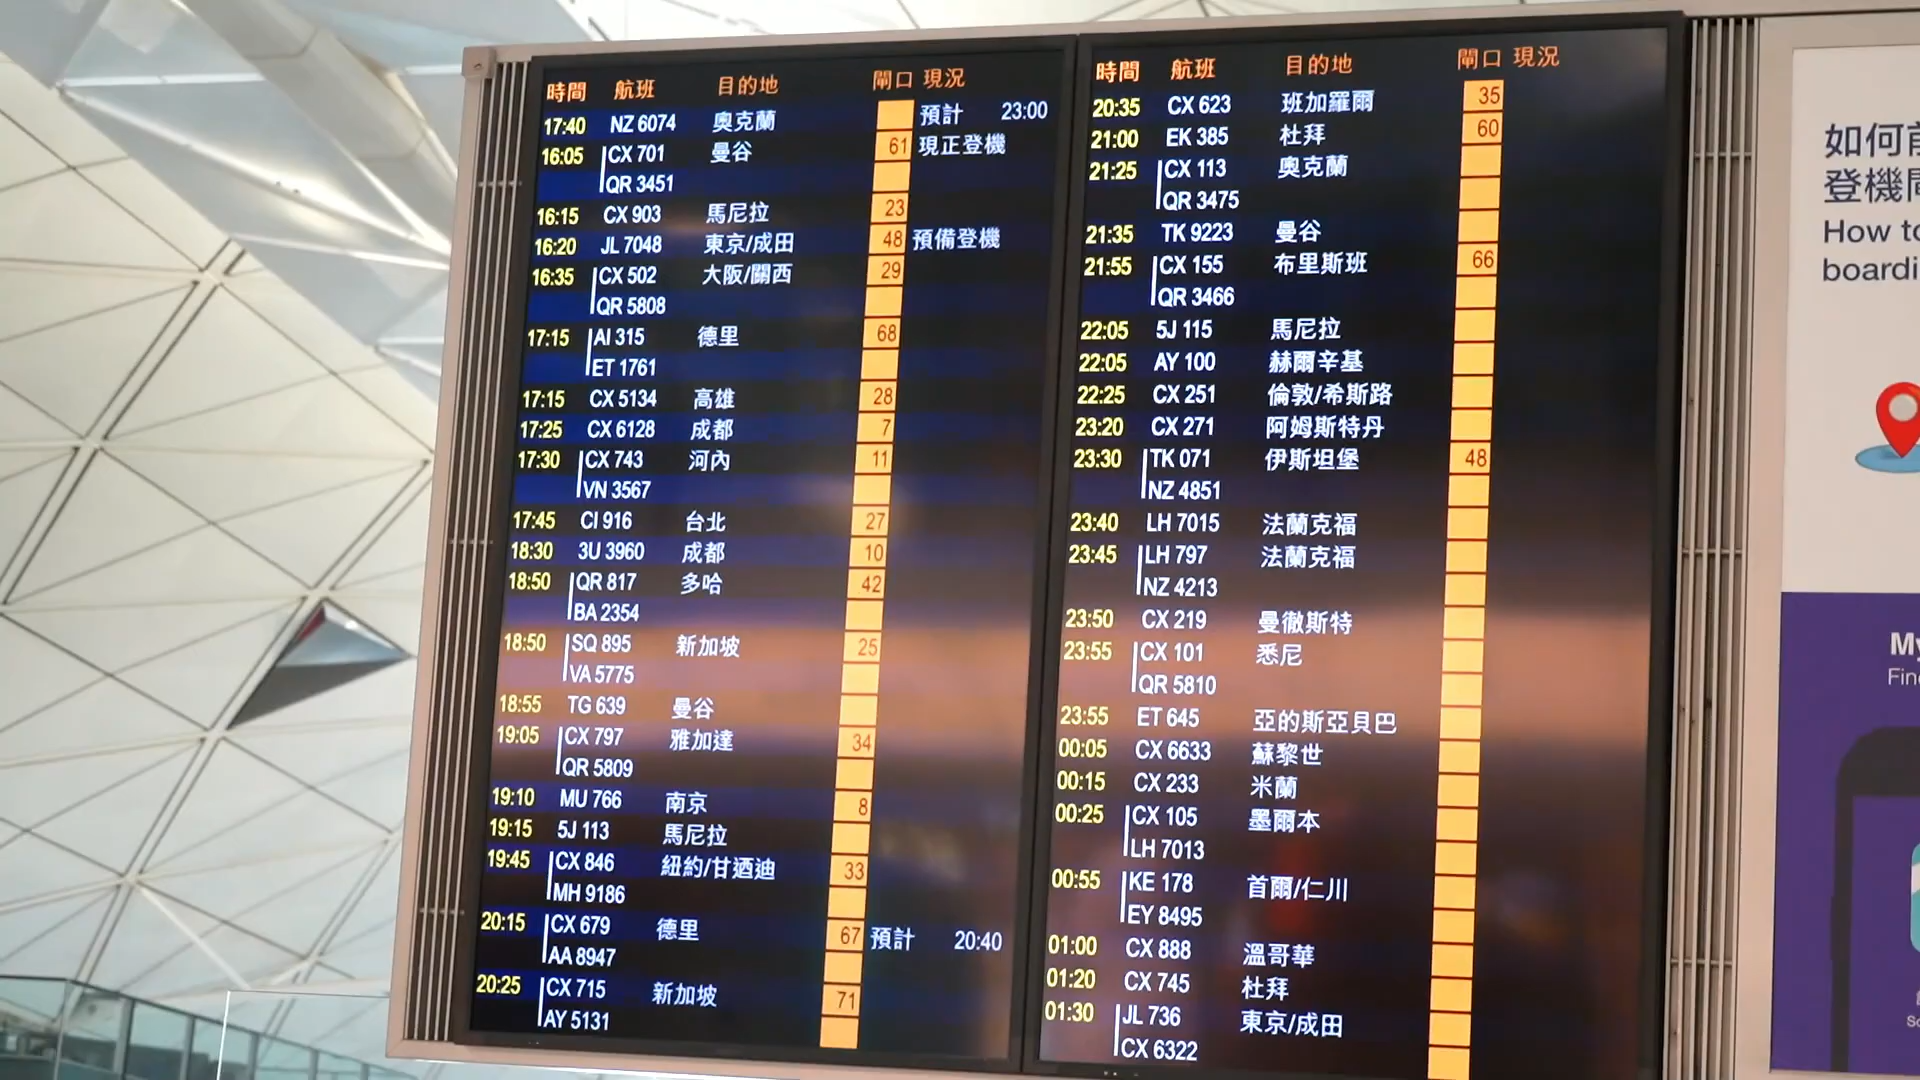 時間 航班 目的地 閘口 現況
17:40 NZ 6074 奧克蘭 預計 23:00
16:05 CX 701 曼谷 61 現正登機
QR 3451
16:15 CX 903 馬尼拉 23
16:20 JL 7048 東京/成田 48 預備登機
16:35 CX 502 大阪/關西 29
QR 5808
17:15 AI 315 德里 68
ET 1761
17:15 CX 5134 高雄 28
17:25 CX 6128 成都 7
17:30 CX 743 河內 11
VN 3567
17:45 CI 916 台北 27
18:30 3U 3960 成都 10
18:50 QR 817 多哈 42
BA 2354
18:50 SQ 895 新加坡 25
VA 5775
18:55 TG 639 曼谷
19:05 CX 797 雅加達 34
QR 5809
19:10 MU 766 南京 8
19:15 5J 113 馬尼拉
19:45 CX 846 紐約/甘迺迪 33
MH 9186
20:15 CX 679 德里 67 預計 20:40
AA 8947
20:25 CX 715 新加坡 71
AY 5131
時間 航班 目的地 閘口 現況
20:35 CX 623 班加羅爾 35
21:00 EK 385 杜拜 60
21:25 CX 113 奧克蘭
QR 3475
21:35 TK 9223 曼谷
21:55 CX 155 布里斯班 66
QR 3466
22:05 5J 115 馬尼拉
22:05 AY 100 赫爾辛基
22:25 CX 251 倫敦/希斯路
23:20 CX 271 阿姆斯特丹
23:30 TK 071 伊斯坦堡 48
NZ 4851
23:40 LH 7015 法蘭克福
23:45 LH 797 法蘭克福
NZ 4213
23:50 CX 219 曼徹斯特
23:55 CX 101 悉尼
QR 5810
23:55 ET 645 亞的斯亞貝巴
00:05 CX 6633 蘇黎世
00:15 CX 233 米蘭
00:25 CX 105 墨爾本
LH 7013
00:55 KE 178 首爾/仁川
EY 8495
01:00 CX 888 溫哥華
01:20 CX 745 杜拜
01:30 JL 736 東京/成田
CX 6322
如何
登機
How to
boardi
My
Fin